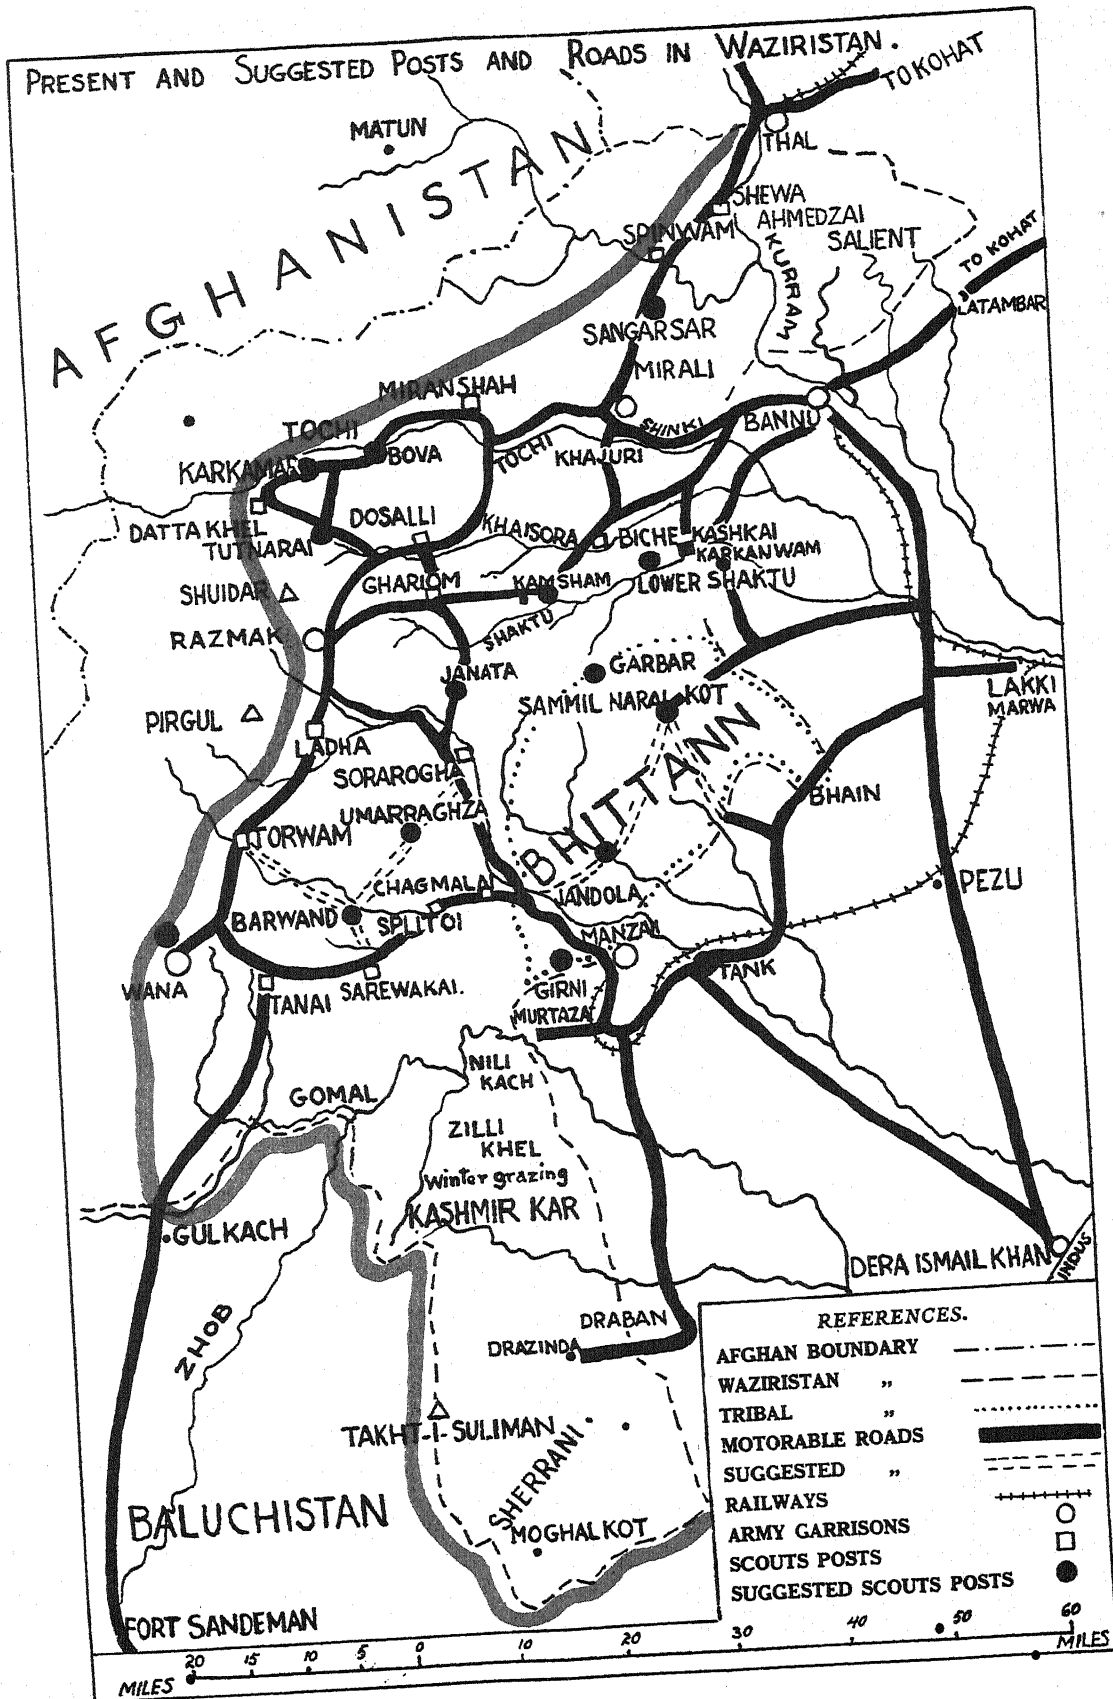 PRESENT AND SUGGESTED POSTS AND ROADS IN WAZIRISTAN.
TO KOHAT
MATUN
THAL
AFGHANISTAN
SHEWA
AHMEDZAI
SALIENT
SPINWAM
KURRAM
TO KOHAT
LATAMBAR
SANGARSAR
MIRALI
MIRANSHAH
TOCHI
SHINKI
BANNU
KARKAMAR
BOVA
TOCHI
KHAJURI
DATTA KHEL
DOSALLI
KHAISORA
BICHE
KASHKAI
TUTNARAI
KARKANWAM
SHUIDAR
GHARIOM
KAMSHAM
LOWER SHAKTU
RAZMAK
SHAKTU
JANATA
GARBAR
LAKKI
MARWA
PIRGUL
SAMMIL NARAI
KOT
LADHA
SORAROGHA
BHITTANN
BHAIN
UMARRAGHZA
TORWAM
CHAGMALAI
JANDOLA
PEZU
BARWAND
SPLITOI
MANZAI
WANA
TANAI
SAREWAKAI.
GIRNI
TANK
MURTAZA
NILI
KACH
GOMAL
ZILLI
KHEL
Winter grazing
KASHMIR KAR
GULKACH
DERA ISMAIL KHAN
INDUS
ZHOB
DRABAN
DRAZINDA
TAKHT-I-SULIMAN
SHERRANI
BALUCHISTAN
MOGHALKOT
FORT SANDEMAN
REFERENCES.
AFGHAN BOUNDARY
WAZIRISTAN „
TRIBAL „
MOTORABLE ROADS
SUGGESTED „
RAILWAYS
ARMY GARRISONS
SCOUTS POSTS
SUGGESTED SCOUTS POSTS
MILES 20 15 10 5 0 10 20 30 40 50 60 MILES